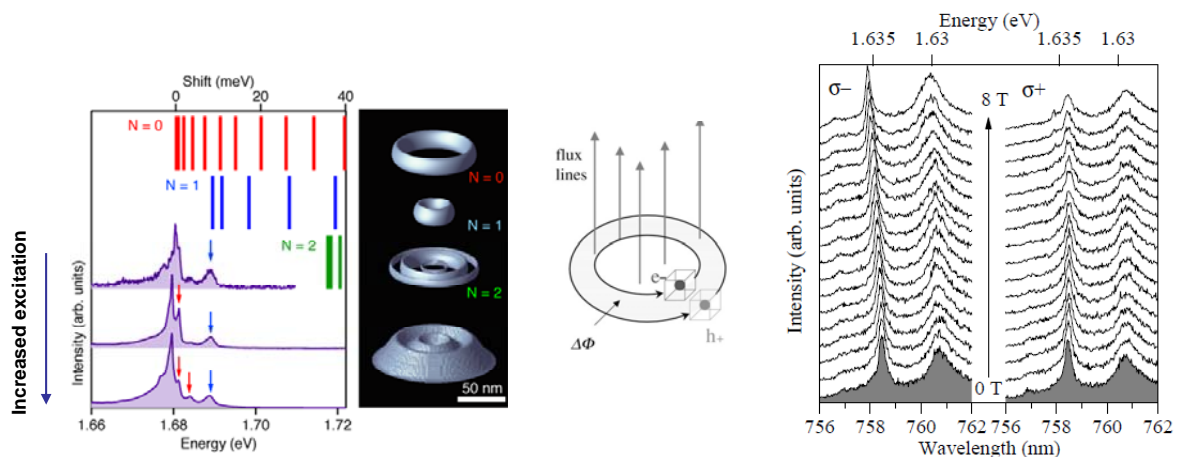 Increased excitation
Shift (meV)
0 20 40
N = 0
N = 1
N = 2
Intensity (arb. units)
1.66 1.68 1.70 1.72
Energy (eV)
N = 0
N = 1
N = 2
50 nm
flux
lines
e-
h+
ΔΦ
Energy (eV)
1.635 1.63 1.635 1.63
σ− 8 T σ+
Intensity (arb. units)
0 T
756 758 760 762 756 758 760 762
Wavelength (nm)